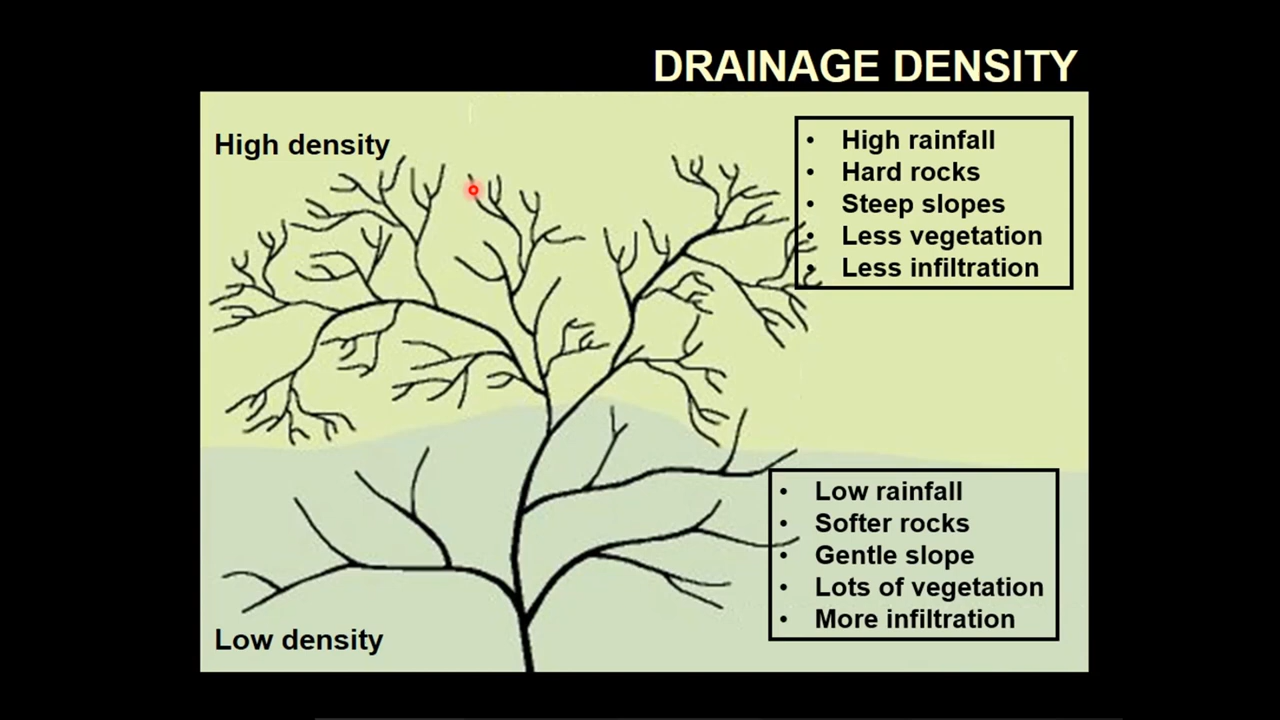 DRAINAGE DENSITY
High density
• High rainfall
• Hard rocks
• Steep slopes
• Less vegetation
• Less infiltration
• Low rainfall
• Softer rocks
• Gentle slope
• Lots of vegetation
• More infiltration
Low density